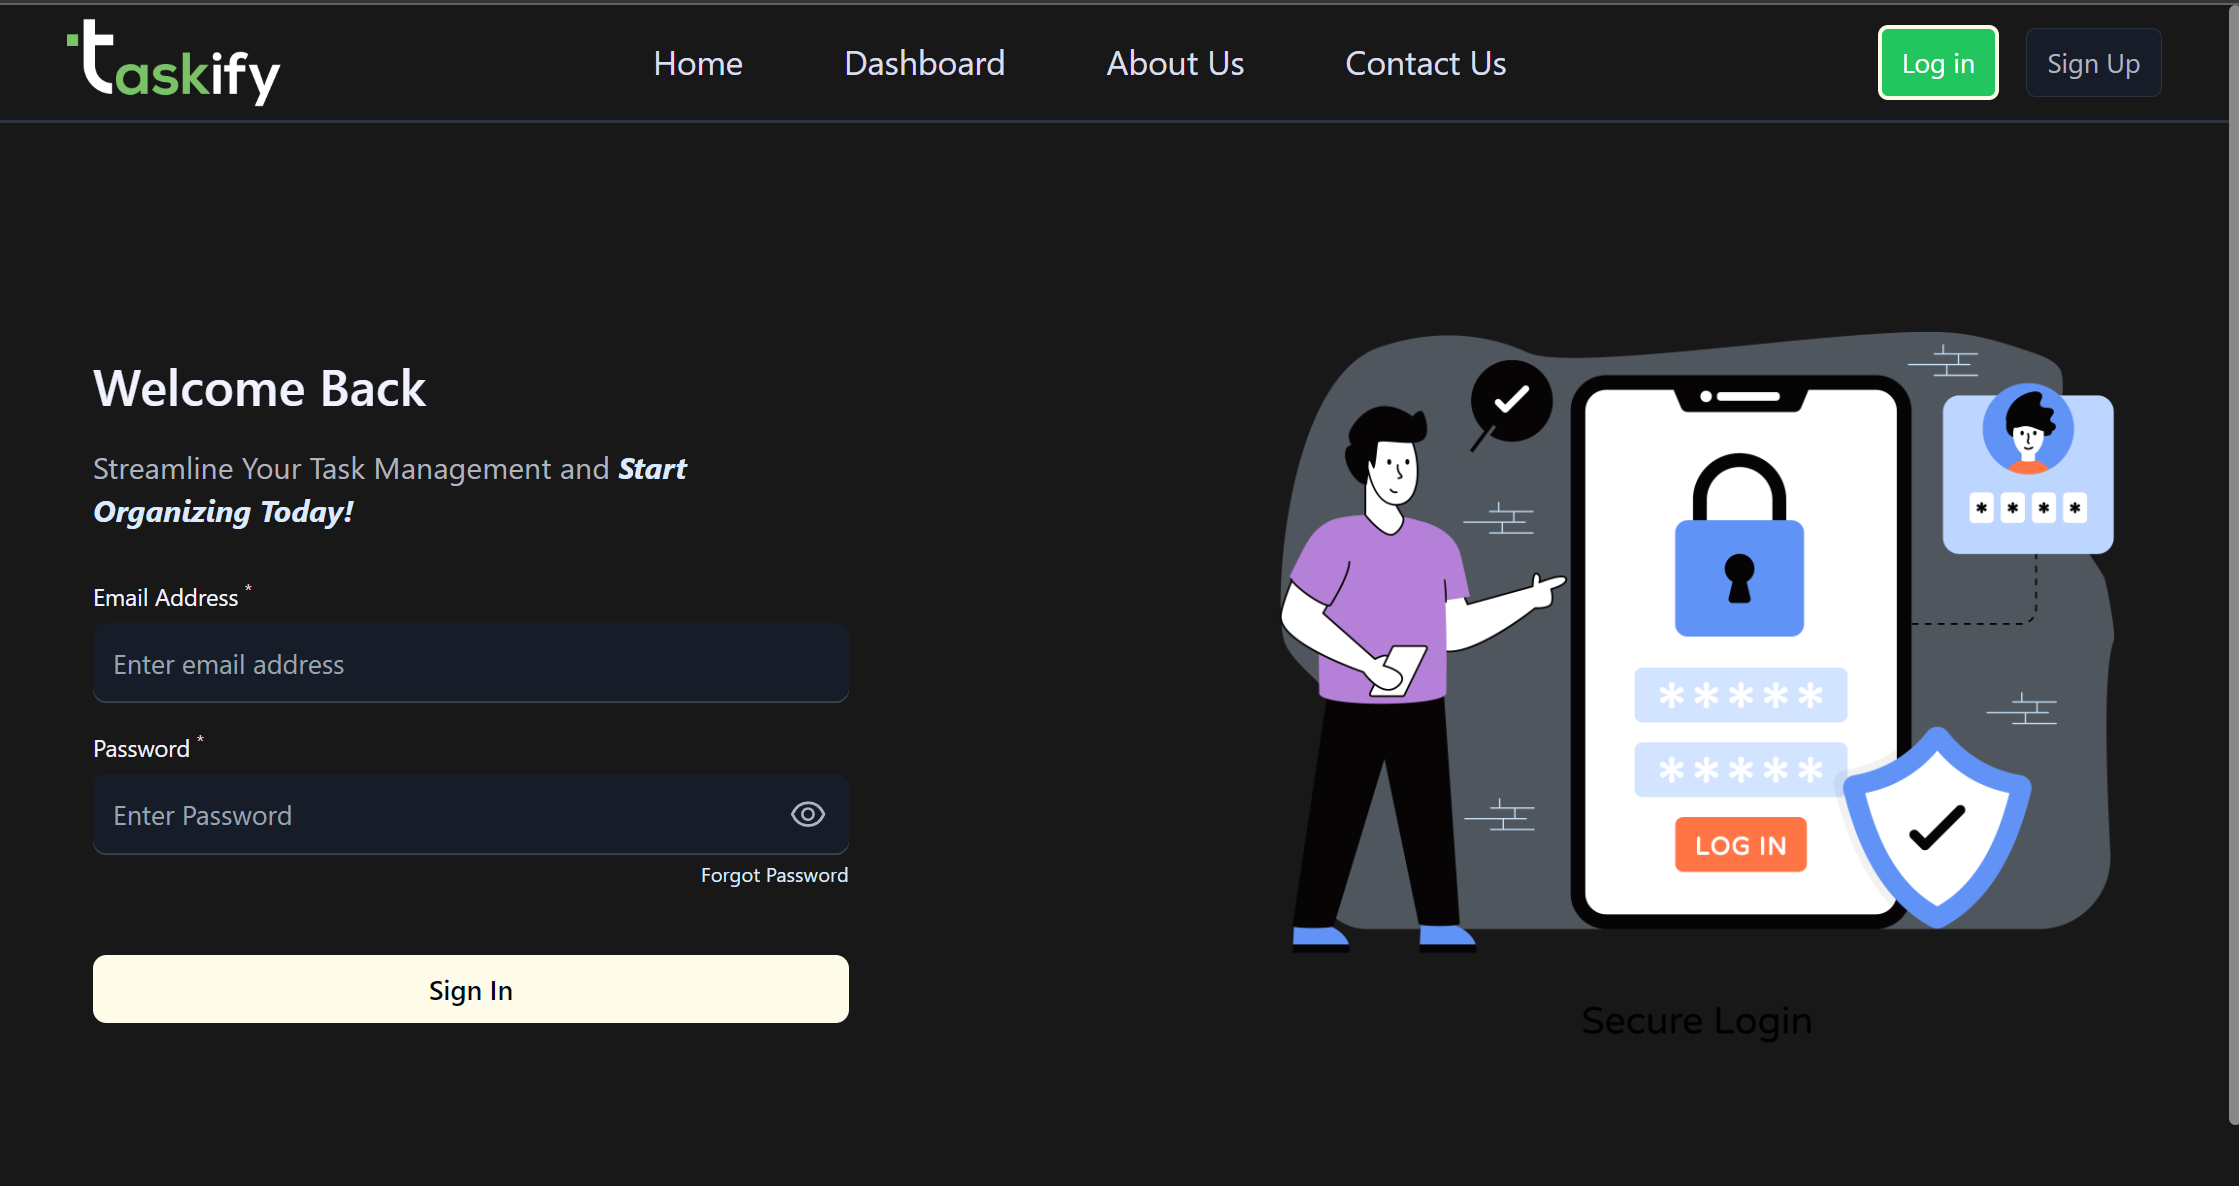 taskify
Home
Dashboard
About Us
Contact Us
Log in
Sign Up
Welcome Back
Streamline Your Task Management and Start
Organizing Today!
Email Address *
Enter email address
Password *
Enter Password
Forgot Password
Sign In
* * * *
* * * * *
* * * * *
LOG IN
Secure Login